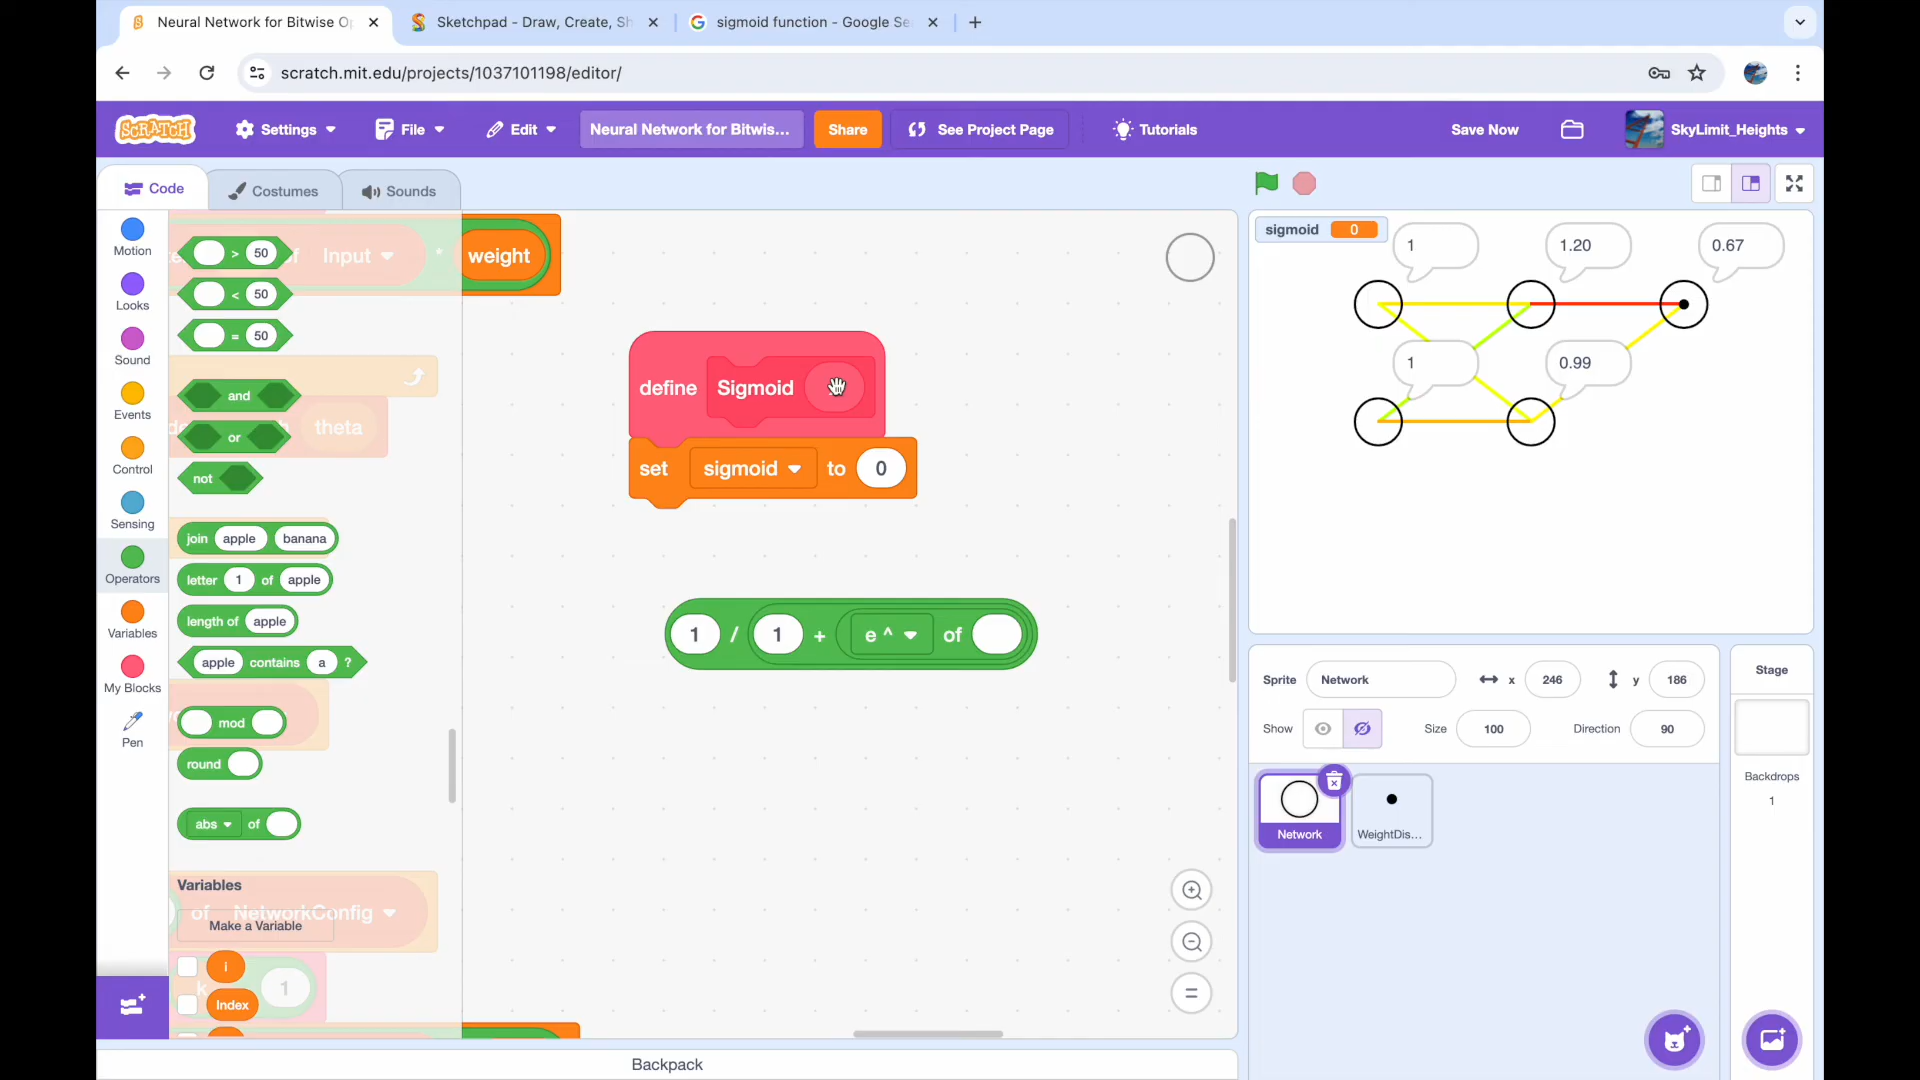 Neural Network for Bitwise Op
Sketchpad - Draw, Create, Sh
sigmoid function - Google Se
scratch.mit.edu/projects/1037101198/editor/
SCRATCH
Settings
File
Edit
Neural Network for Bitwis...
Share
See Project Page
Tutorials
Save Now
SkyLimit_Heights
Code
Costumes
Sounds
Motion
Looks
Sound
Events
Control
Sensing
Operators
Variables
My Blocks
Pen
> 50
< 50
= 50
and
or
not
join apple banana
letter 1 of apple
length of apple
apple contains a ?
mod
round
abs of
Variables
Make a Variable
i
Index
of Input * weight
theta
of NetworkConfig
k 1
define Sigmoid
set sigmoid to 0
1 / 1 + e ^ of
sigmoid 0
1
1.20
0.67
1
0.99
Sprite Network x 246 y 186
Show Size 100 Direction 90
Network
WeightDis...
Stage
Backdrops
1
Backpack